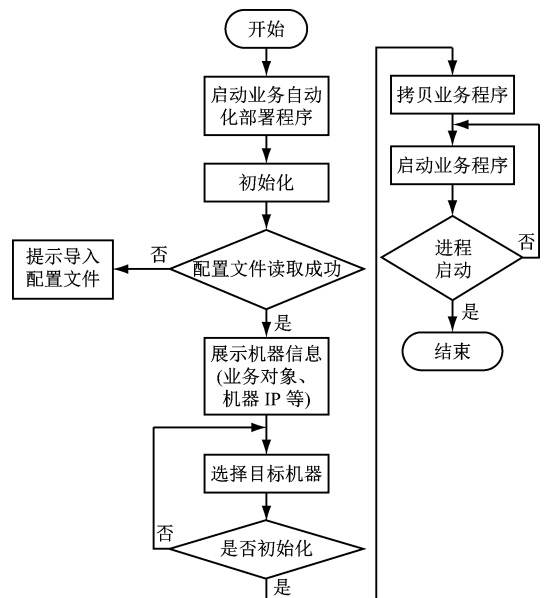 开始
启动业务自动
化部署程序
初始化
配置文件读取成功
否
提示导入
配置文件
是
展示机器信息
(业务对象、
机器 IP 等)
选择目标机器
是否初始化
否
是
拷贝业务程序
启动业务程序
进程
启动
否
是
结束